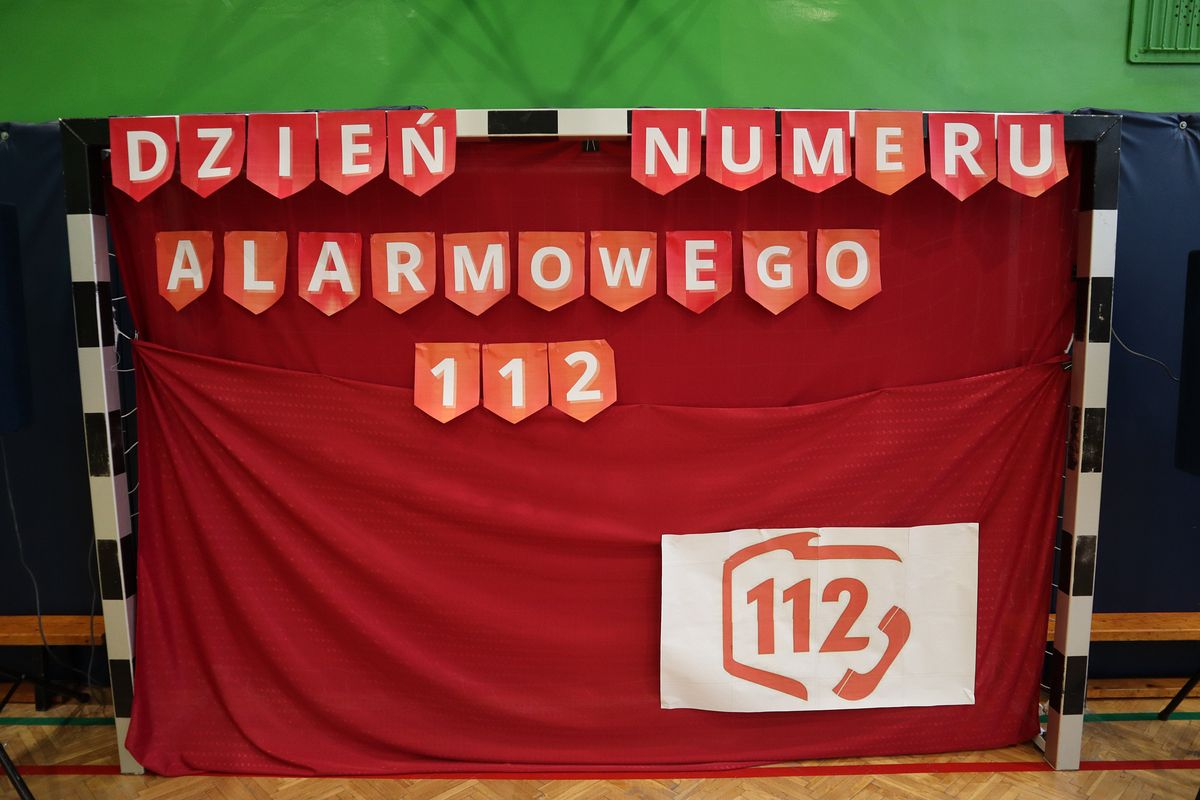 DZIEŃ NUMERU
ALARMOWEGO
112
112